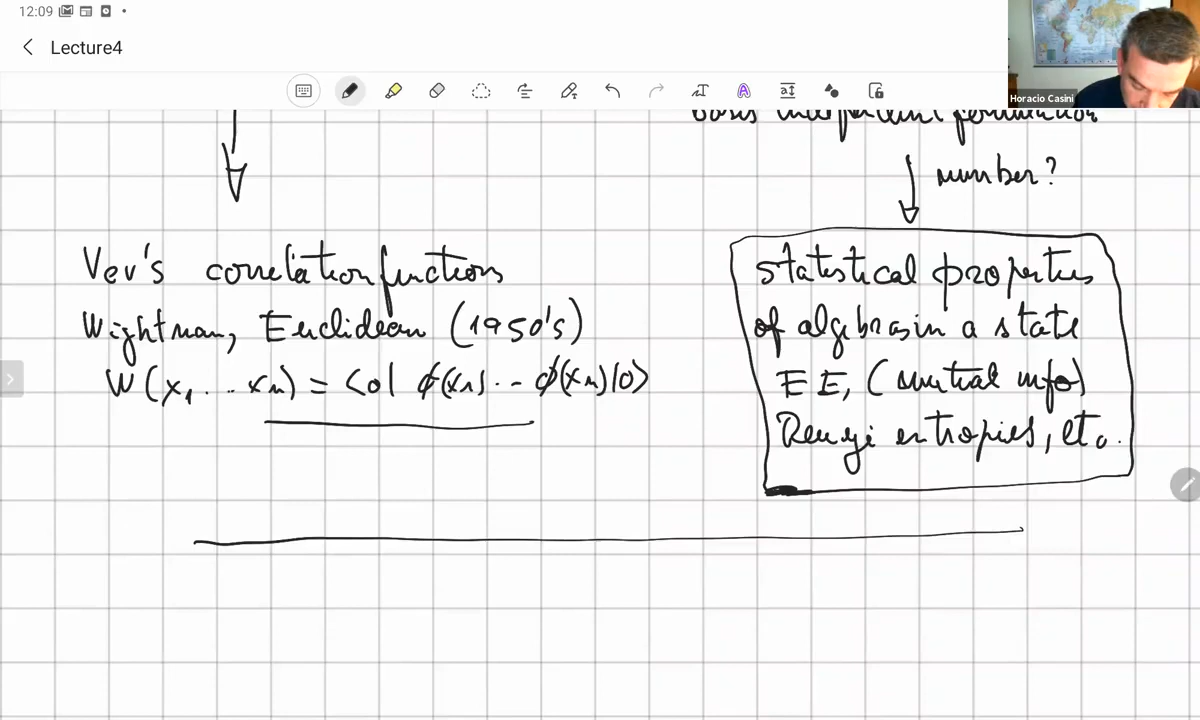 12:09
Lecture4
Horacio Casini
number?
Vev's correlation functions
Wightman, Euclidean (1950's)
W(x₁...xₙ) = <0| ϕ(x₁)...ϕ(xₙ)|0>
statistical properties
of algebras in a state
EE, (mutual info)
Renyi entropies, etc.